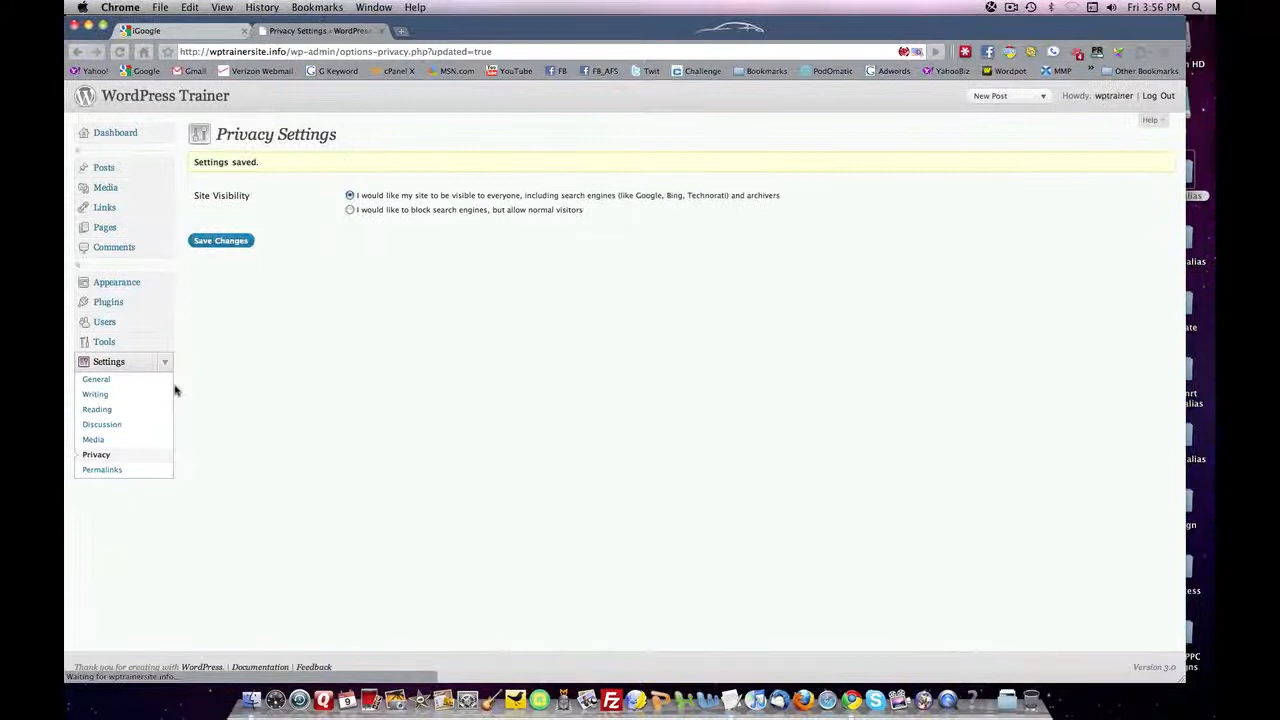 Chrome File Edit View History Bookmarks Window Help Fri 3:56 PM
iGoogle Privacy Settings ‹ WordPress
http://wptrainersite.info/wp-admin/options-privacy.php?updated=true
Yahoo! Google Gmail Verizon Webmail G Keyword cPanel X MSN.com YouTube FB FB_AFS Twit Challenge Bookmarks PodOmatic Adwords YahooBiz Wordpot MMP » Other Bookmarks
HD
WordPress Trainer New Post Howdy, wptrainer | Log Out
Help
Dashboard
Privacy Settings
Settings saved.
Posts
Media
Links
Pages
Comments
Site Visibility
I would like my site to be visible to everyone, including search engines (like Google, Bing, Technorati) and archivers
I would like to block search engines, but allow normal visitors
Save Changes
Appearance
Plugins
Users
Tools
Settings
General
Writing
Reading
Discussion
Media
Privacy
Permalinks
alias
Thank you for creating with WordPress. | Documentation | Feedback Version 3.0
Waiting for wptrainersite.info...